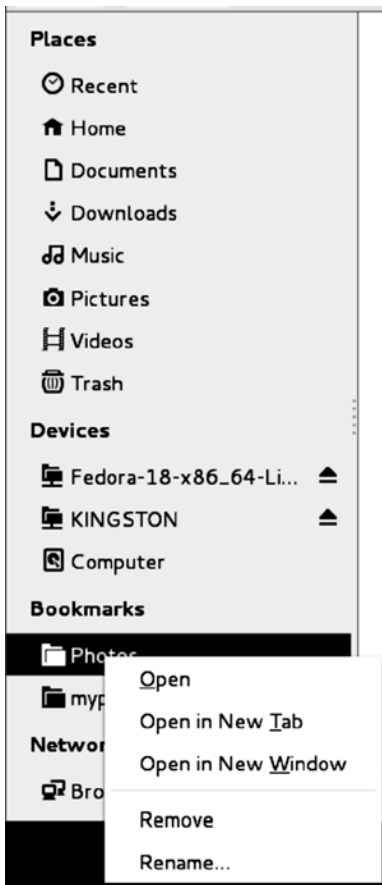 Places
Recent
Home
Documents
Downloads
Music
Pictures
Videos
Trash
Devices
Fedora-18-x86_64-Li...
KINGSTON
Computer
Bookmarks
Photos
Open
Open in New Tab
Open in New Window
Remove
Rename...